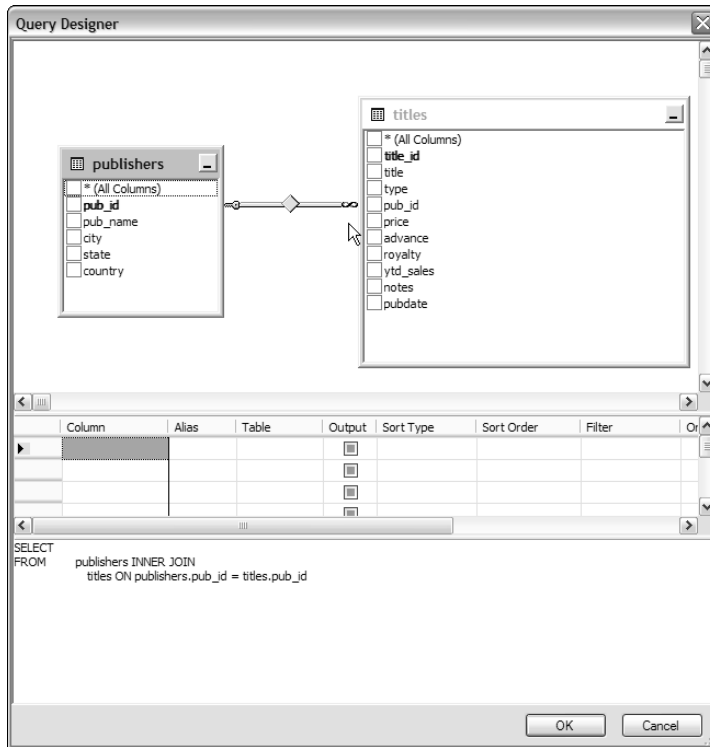 Query Designer
publishers
* (All Columns)
pub_id
pub_name
city
state
country
titles
* (All Columns)
title_id
title
type
pub_id
price
advance
royalty
ytd_sales
notes
pubdate
Column Alias Table Output Sort Type Sort Order Filter Or
SELECT
FROM publishers INNER JOIN
titles ON publishers.pub_id = titles.pub_id
OK Cancel